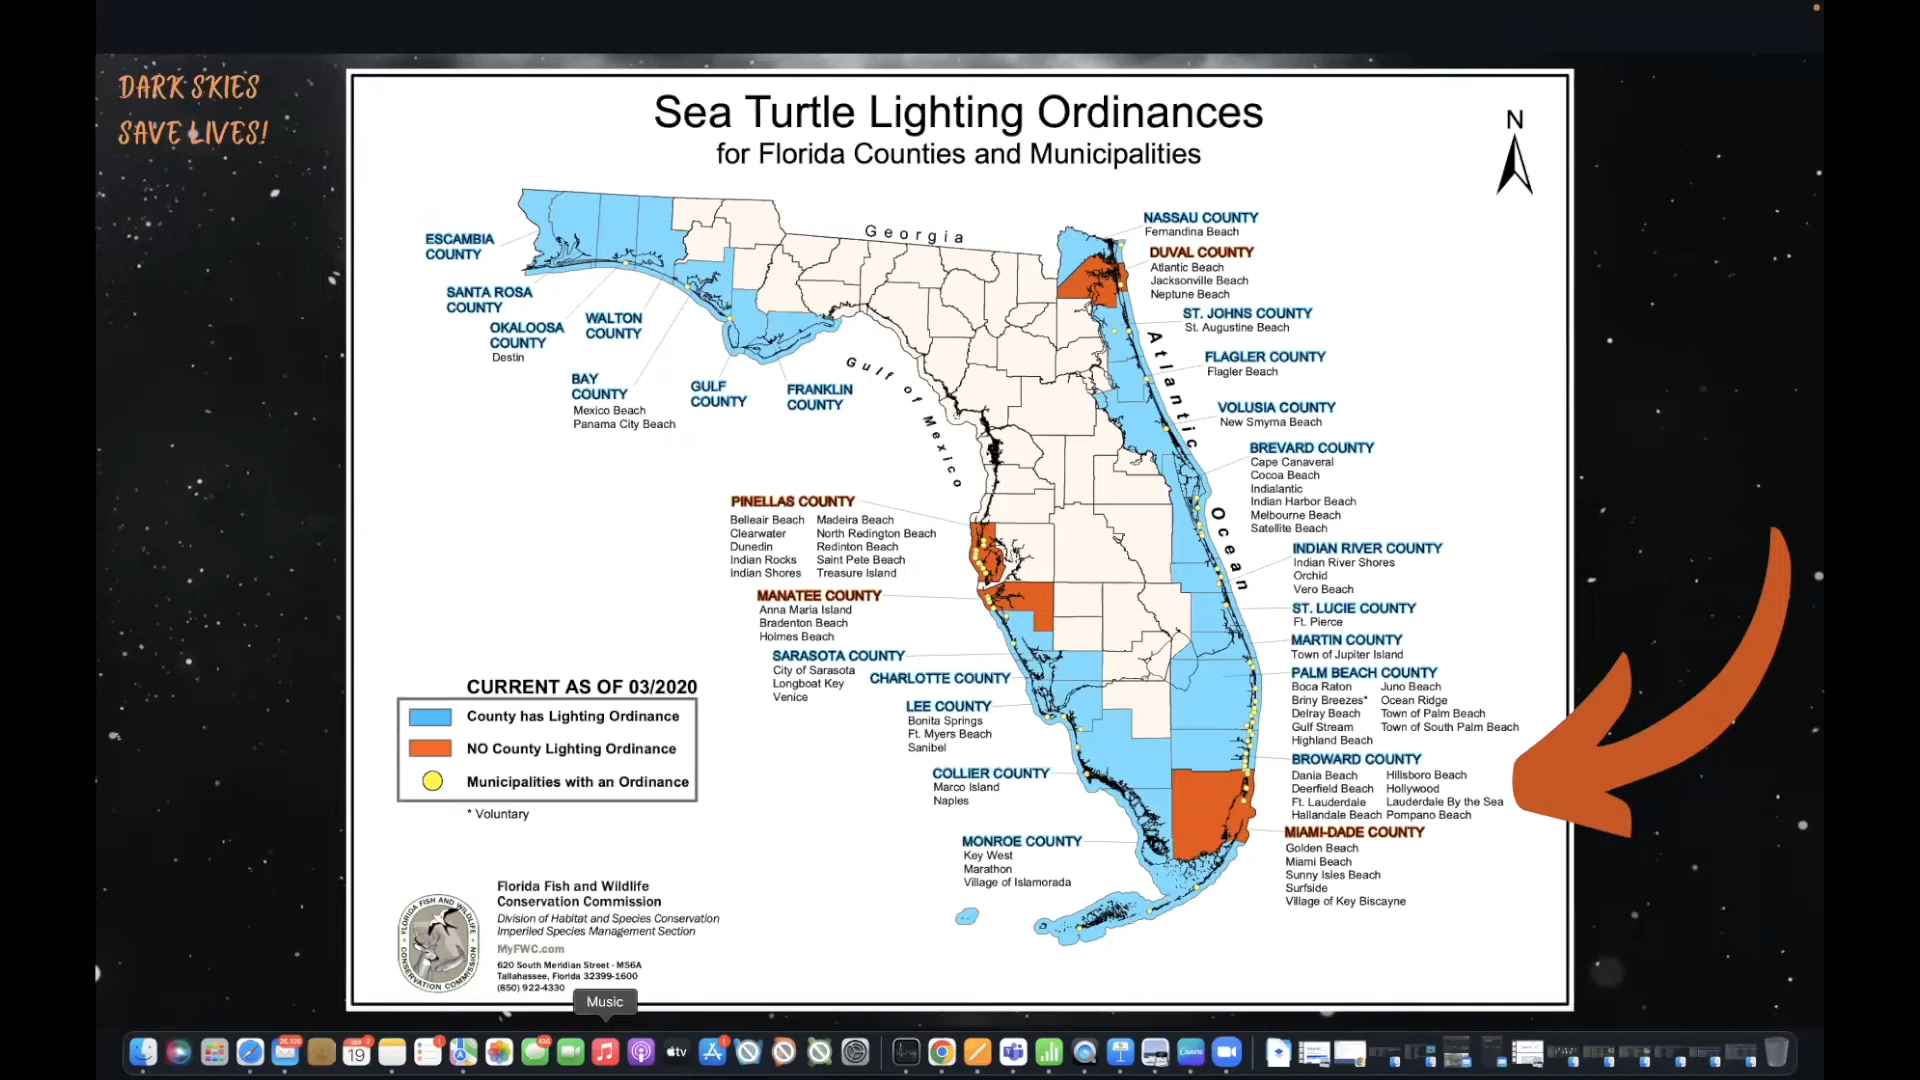 DARK SKIES
SAVE LIVES!
Sea Turtle Lighting Ordinances
for Florida Counties and Municipalities
N
Georgia
Gulf of Mexico
Atlantic Ocean
ESCAMBIA
COUNTY
SANTA ROSA
COUNTY
OKALOOSA
COUNTY
Destin
WALTON
COUNTY
BAY
COUNTY
Mexico Beach
Panama City Beach
GULF
COUNTY
FRANKLIN
COUNTY
NASSAU COUNTY
Fernandina Beach
DUVAL COUNTY
Atlantic Beach
Jacksonville Beach
Neptune Beach
ST. JOHNS COUNTY
St. Augustine Beach
FLAGLER COUNTY
Flagler Beach
VOLUSIA COUNTY
New Smyrna Beach
BREVARD COUNTY
Cape Canaveral
Cocoa Beach
Indialantic
Indian Harbor Beach
Melbourne Beach
Satellite Beach
INDIAN RIVER COUNTY
Indian River Shores
Orchid
Vero Beach
ST. LUCIE COUNTY
Ft. Pierce
MARTIN COUNTY
Town of Jupiter Island
PALM BEACH COUNTY
Boca Raton Juno Beach
Briny Breezes* Ocean Ridge
Delray Beach Town of Palm Beach
Gulf Stream Town of South Palm Beach
Highland Beach
BROWARD COUNTY
Dania Beach Hillsboro Beach
Deerfield Beach Hollywood
Ft. Lauderdale Lauderdale By the Sea
Hallandale Beach Pompano Beach
MIAMI-DADE COUNTY
Golden Beach
Miami Beach
Sunny Isles Beach
Surfside
Village of Key Biscayne
PINELLAS COUNTY
Belleair Beach Madeira Beach
Clearwater North Redington Beach
Dunedin Redinton Beach
Indian Rocks Saint Pete Beach
Indian Shores Treasure Island
MANATEE COUNTY
Anna Maria Island
Bradenton Beach
Holmes Beach
SARASOTA COUNTY
City of Sarasota
Longboat Key
Venice
CHARLOTTE COUNTY
LEE COUNTY
Bonita Springs
Ft. Myers Beach
Sanibel
COLLIER COUNTY
Marco Island
Naples
MONROE COUNTY
Key West
Marathon
Village of Islamorada
CURRENT AS OF 03/2020
County has Lighting Ordinance
NO County Lighting Ordinance
Municipalities with an Ordinance
* Voluntary
FLORIDA FISH AND WILDLIFE
CONSERVATION COMMISSION
Florida Fish and Wildlife
Conservation Commission
Division of Habitat and Species Conservation
Imperiled Species Management Section
MyFWC.com
620 South Meridian Street - MS6A
Tallahassee, Florida 32399-1600
(850) 922-4330
Music
19
tv
Canva